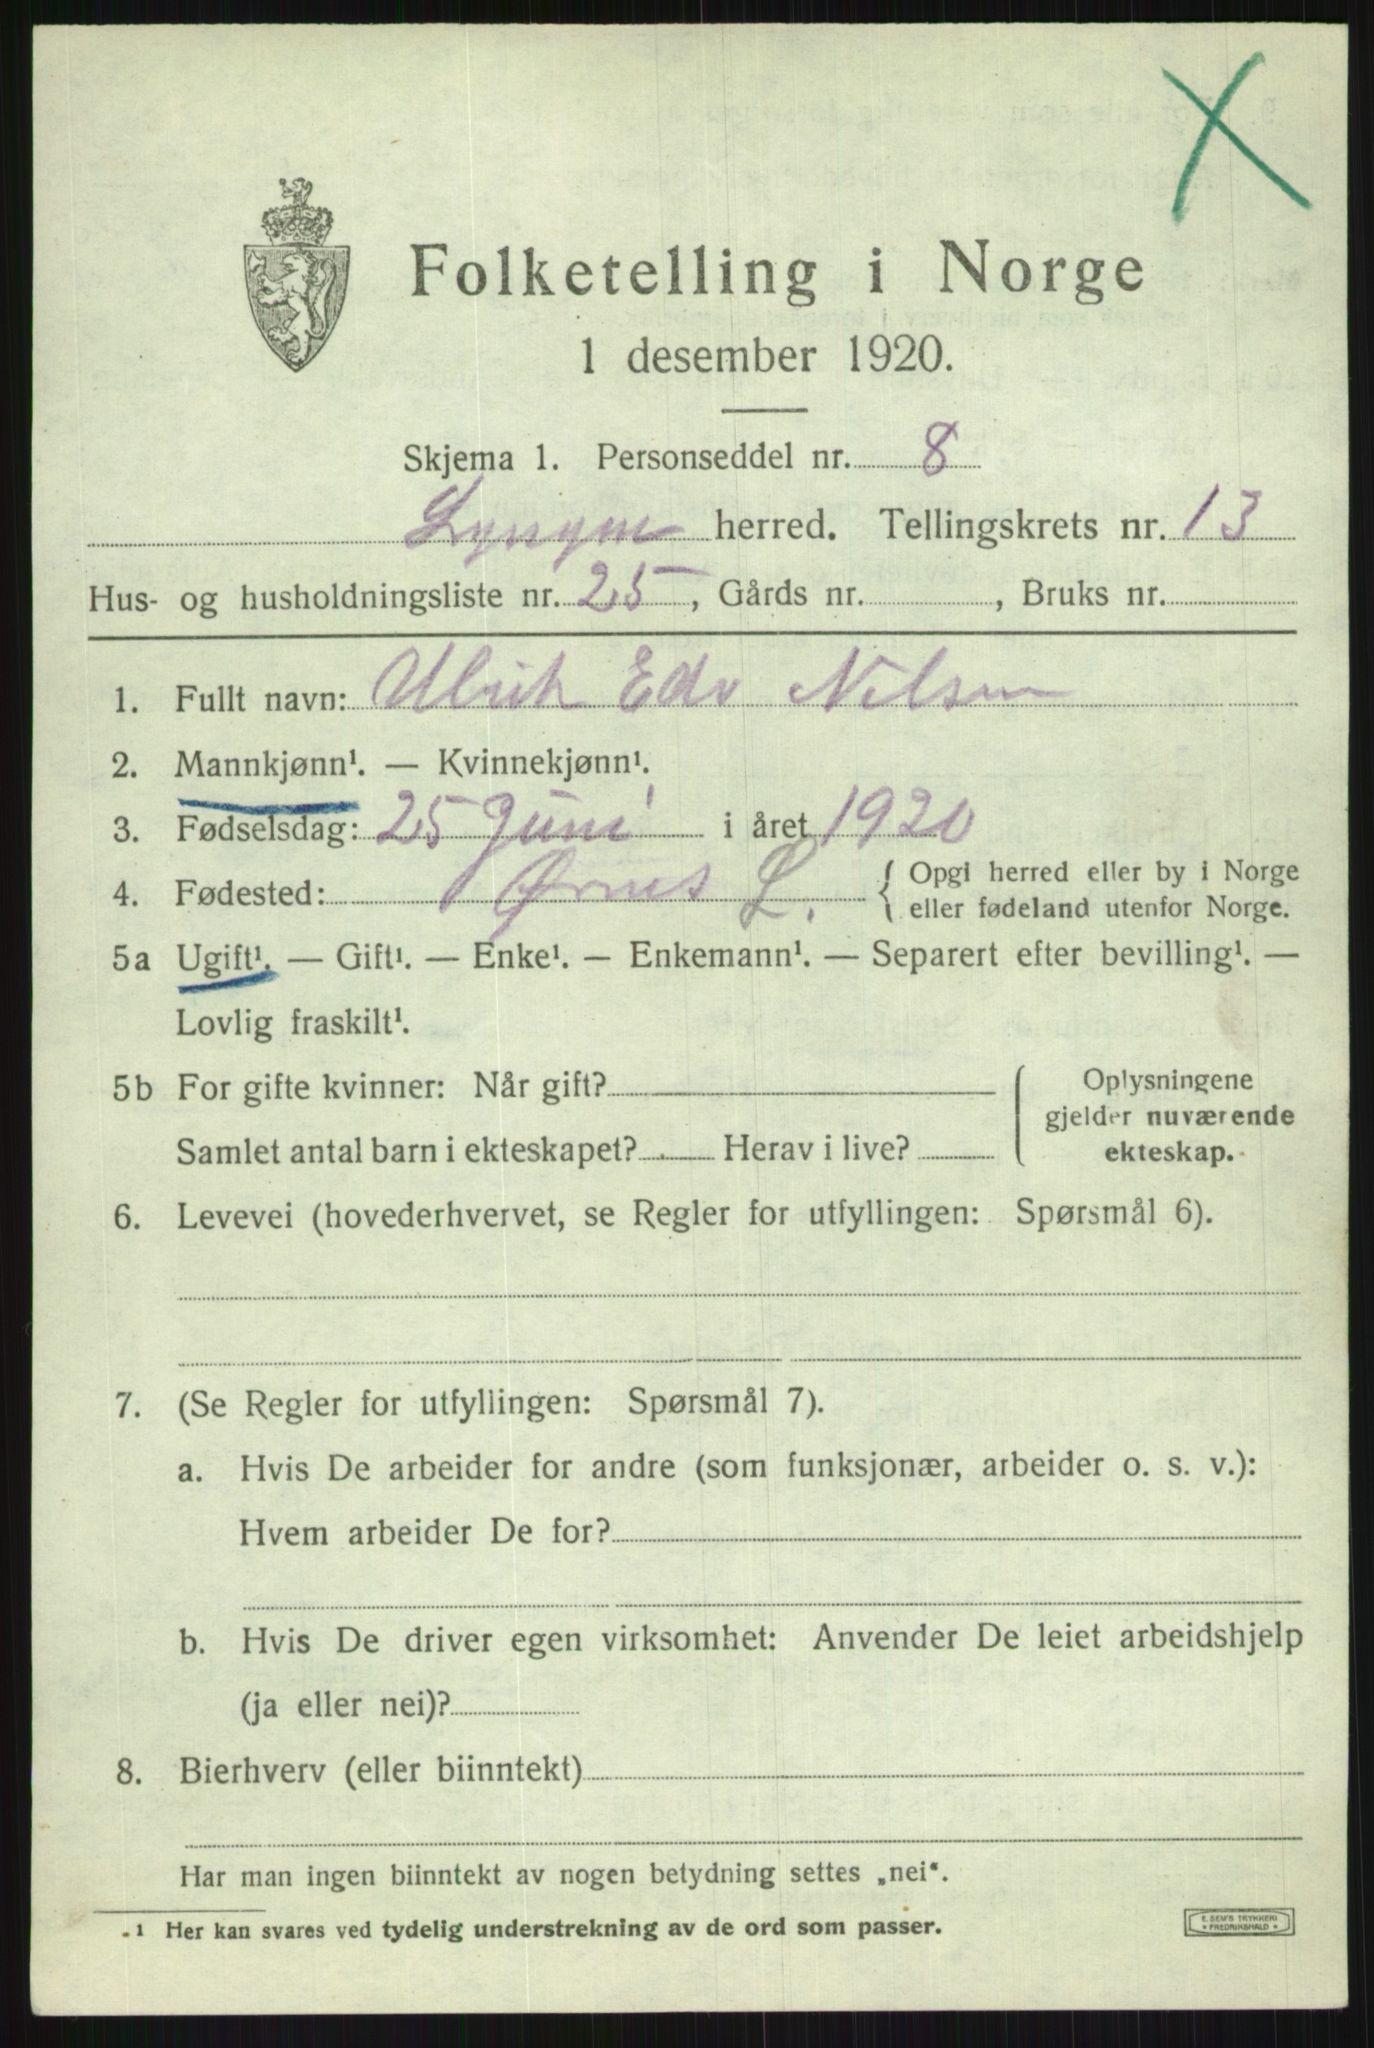 Folketelling i Norge
1 desember 1920.
Skjema 1. Personseddel nr. 8
Lyngen herred. Tellingskrets nr. 13
Hus- og husholdningsliste nr. 25, Gårds nr. , Bruks nr.
1. Fullt navn: Ulrik Edv Nilsen
2. Mannkjønn¹. — Kvinnekjønn¹.
3. Fødselsdag: 25 Juni i året 1920
4. Fødested: Ørnes L. { Opgi herred eller by i Norge
eller fødeland utenfor Norge.
5a Ugift¹. — Gift¹. — Enke¹. — Enkemann¹. — Separert efter bevilling¹. —
Lovlig fraskilt¹.
5b For gifte kvinner: Når gift?
Samlet antal barn i ekteskapet? Herav i live?
Oplysningene
gjelder nuværende
ekteskap.
6. Levevei (hovederhvervet, se Regler for utfyllingen: Spørsmål 6).
7. (Se Regler for utfyllingen: Spørsmål 7).
a. Hvis De arbeider for andre (som funksjonær, arbeider o. s. v.):
Hvem arbeider De for?
b. Hvis De driver egen virksomhet: Anvender De leiet arbeidshjelp
(ja eller nei)?
8. Bierhverv (eller biinntekt)
Har man ingen biinntekt av nogen betydning settes „nei“.
¹ Her kan svares ved tydelig understrekning av de ord som passer.
E. SEM'S TRYKKERI
* FREDRIKSHALD *